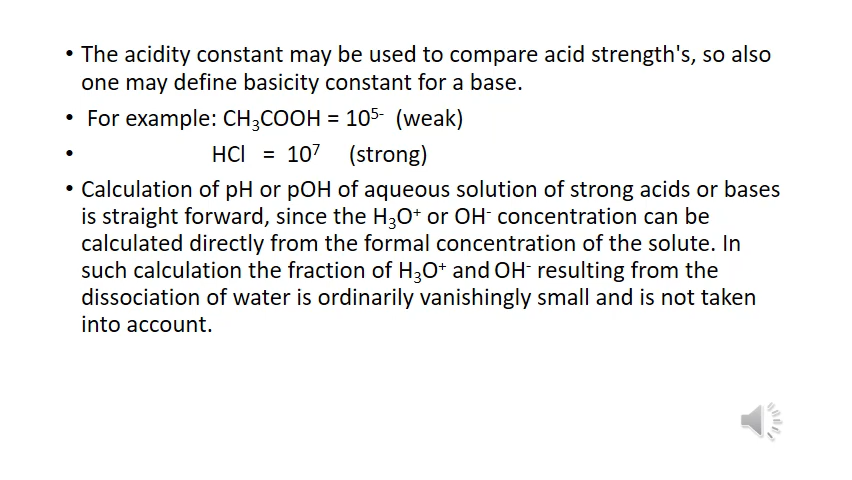 • The acidity constant may be used to compare acid strength's, so also
one may define basicity constant for a base.
• For example: CH₃COOH = 10⁵⁻ (weak)
• HCl = 10⁷ (strong)
• Calculation of pH or pOH of aqueous solution of strong acids or bases
is straight forward, since the H₃O⁺ or OH⁻ concentration can be
calculated directly from the formal concentration of the solute. In
such calculation the fraction of H₃O⁺ and OH⁻ resulting from the
dissociation of water is ordinarily vanishingly small and is not taken
into account.